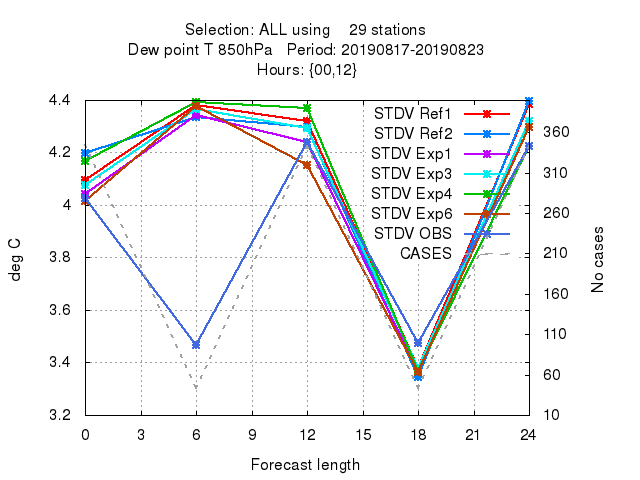 Selection: ALL using    29 stations
Dew point T 850hPa   Period: 20190817-20190823
Hours: {00,12}
4.4
4.2
4
3.8
3.6
3.4
3.2
deg C
STDV Ref1
STDV Ref2
STDV Exp1
STDV Exp3
STDV Exp4
STDV Exp6
STDV OBS
CASES
360
310
260
210
160
110
60
10
No cases
0 3 6 9 12 15 18 21 24
Forecast length